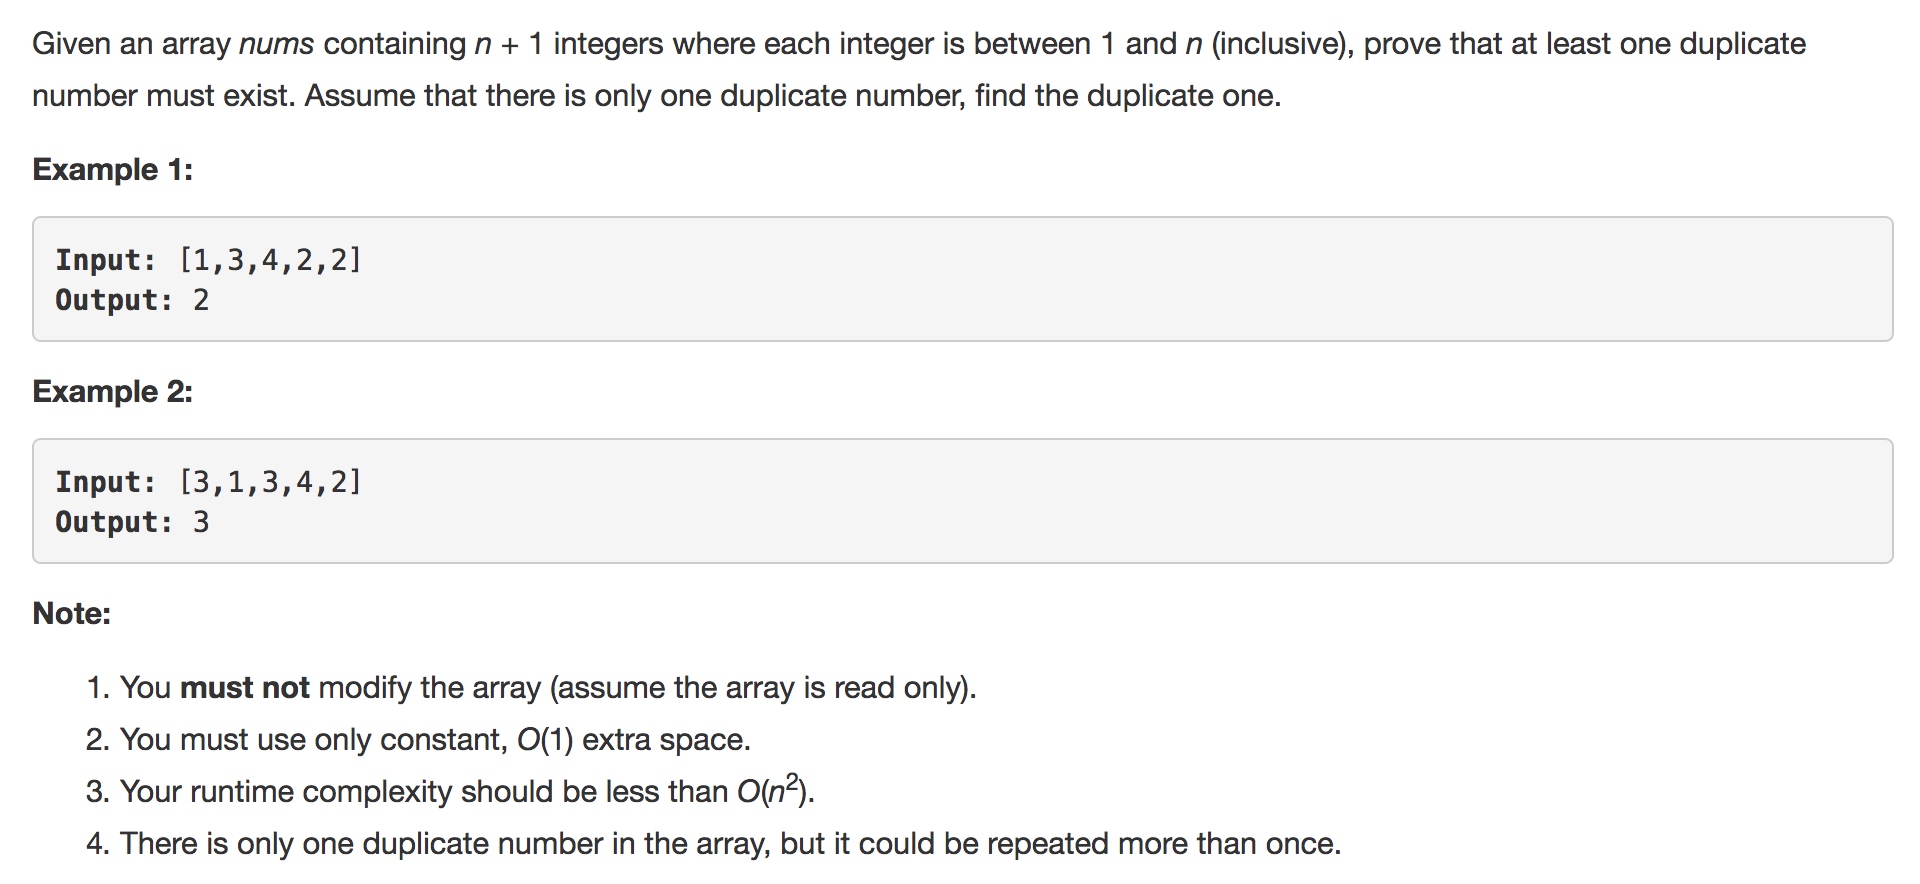 Given an array nums containing n + 1 integers where each integer is between 1 and n (inclusive), prove that at least one duplicate
number must exist. Assume that there is only one duplicate number, find the duplicate one.
Example 1:
Input: [1,3,4,2,2]
Output: 2
Example 2:
Input: [3,1,3,4,2]
Output: 3
Note:
1. You must not modify the array (assume the array is read only).
2. You must use only constant, O(1) extra space.
3. Your runtime complexity should be less than O(n²).
4. There is only one duplicate number in the array, but it could be repeated more than once.